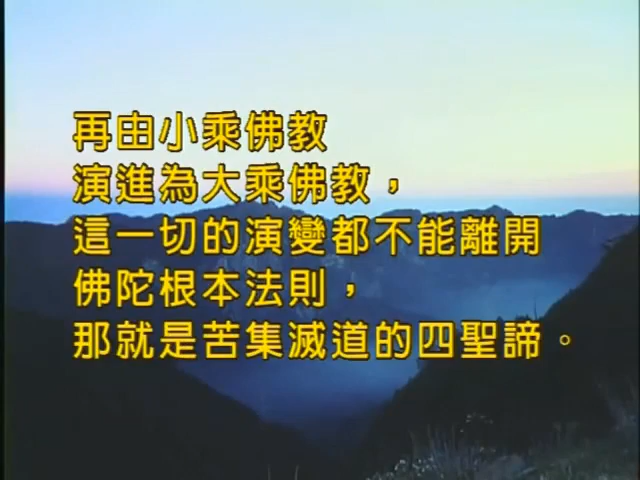 再由小乘佛教
演進為大乘佛教，
這一切的演變都不能離開
佛陀根本法則，
那就是苦集滅道的四聖諦。